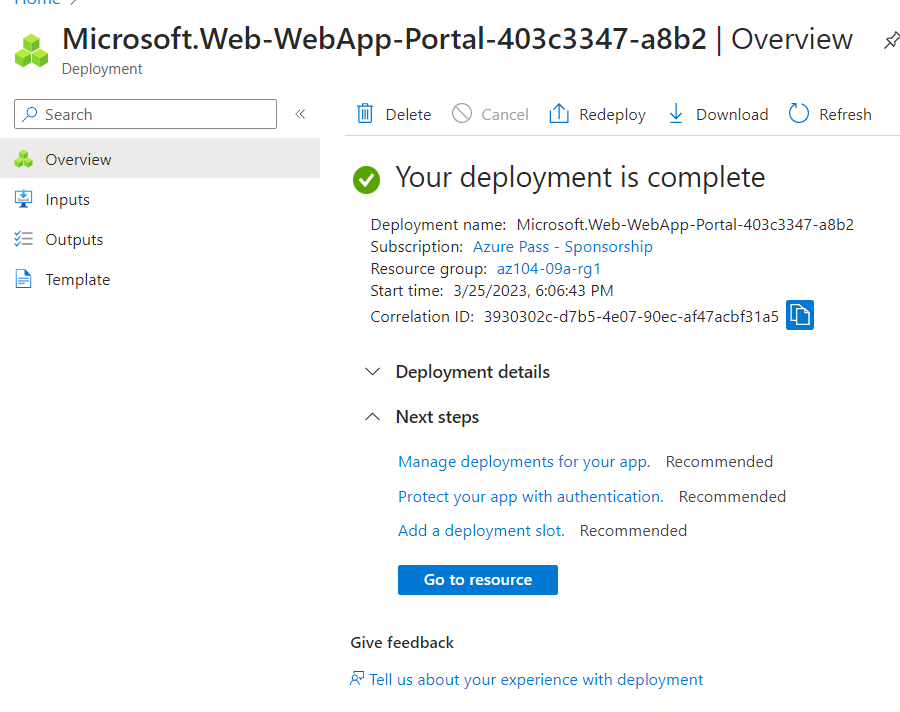 Home
Microsoft.Web-WebApp-Portal-403c3347-a8b2 | Overview
Deployment
Search
«
Delete
Cancel
Redeploy
Download
Refresh
Overview
Inputs
Outputs
Template
Your deployment is complete
Deployment name: Microsoft.Web-WebApp-Portal-403c3347-a8b2
Subscription: Azure Pass - Sponsorship
Resource group: az104-09a-rg1
Start time: 3/25/2023, 6:06:43 PM
Correlation ID: 3930302c-d7b5-4e07-90ec-af47acbf31a5
Deployment details
Next steps
Manage deployments for your app. Recommended
Protect your app with authentication. Recommended
Add a deployment slot. Recommended
Go to resource
Give feedback
Tell us about your experience with deployment